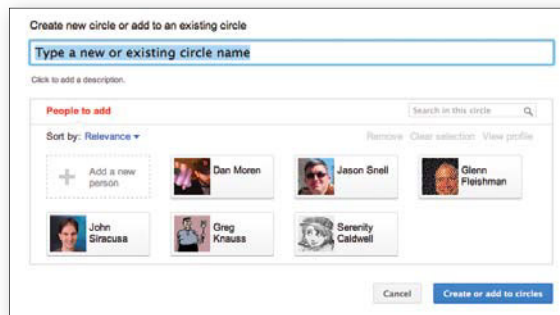 Create new circle or add to an existing circle
Type a new or existing circle name
Click to add a description.
People to add
Search in this circle
Sort by: Relevance
Remove Clear selection View profile
Add a new
person
Dan Moren
Jason Snell
Glenn
Fleishman
John
Siracusa
Greg
Knauss
Serenity
Caldwell
Cancel
Create or add to circles